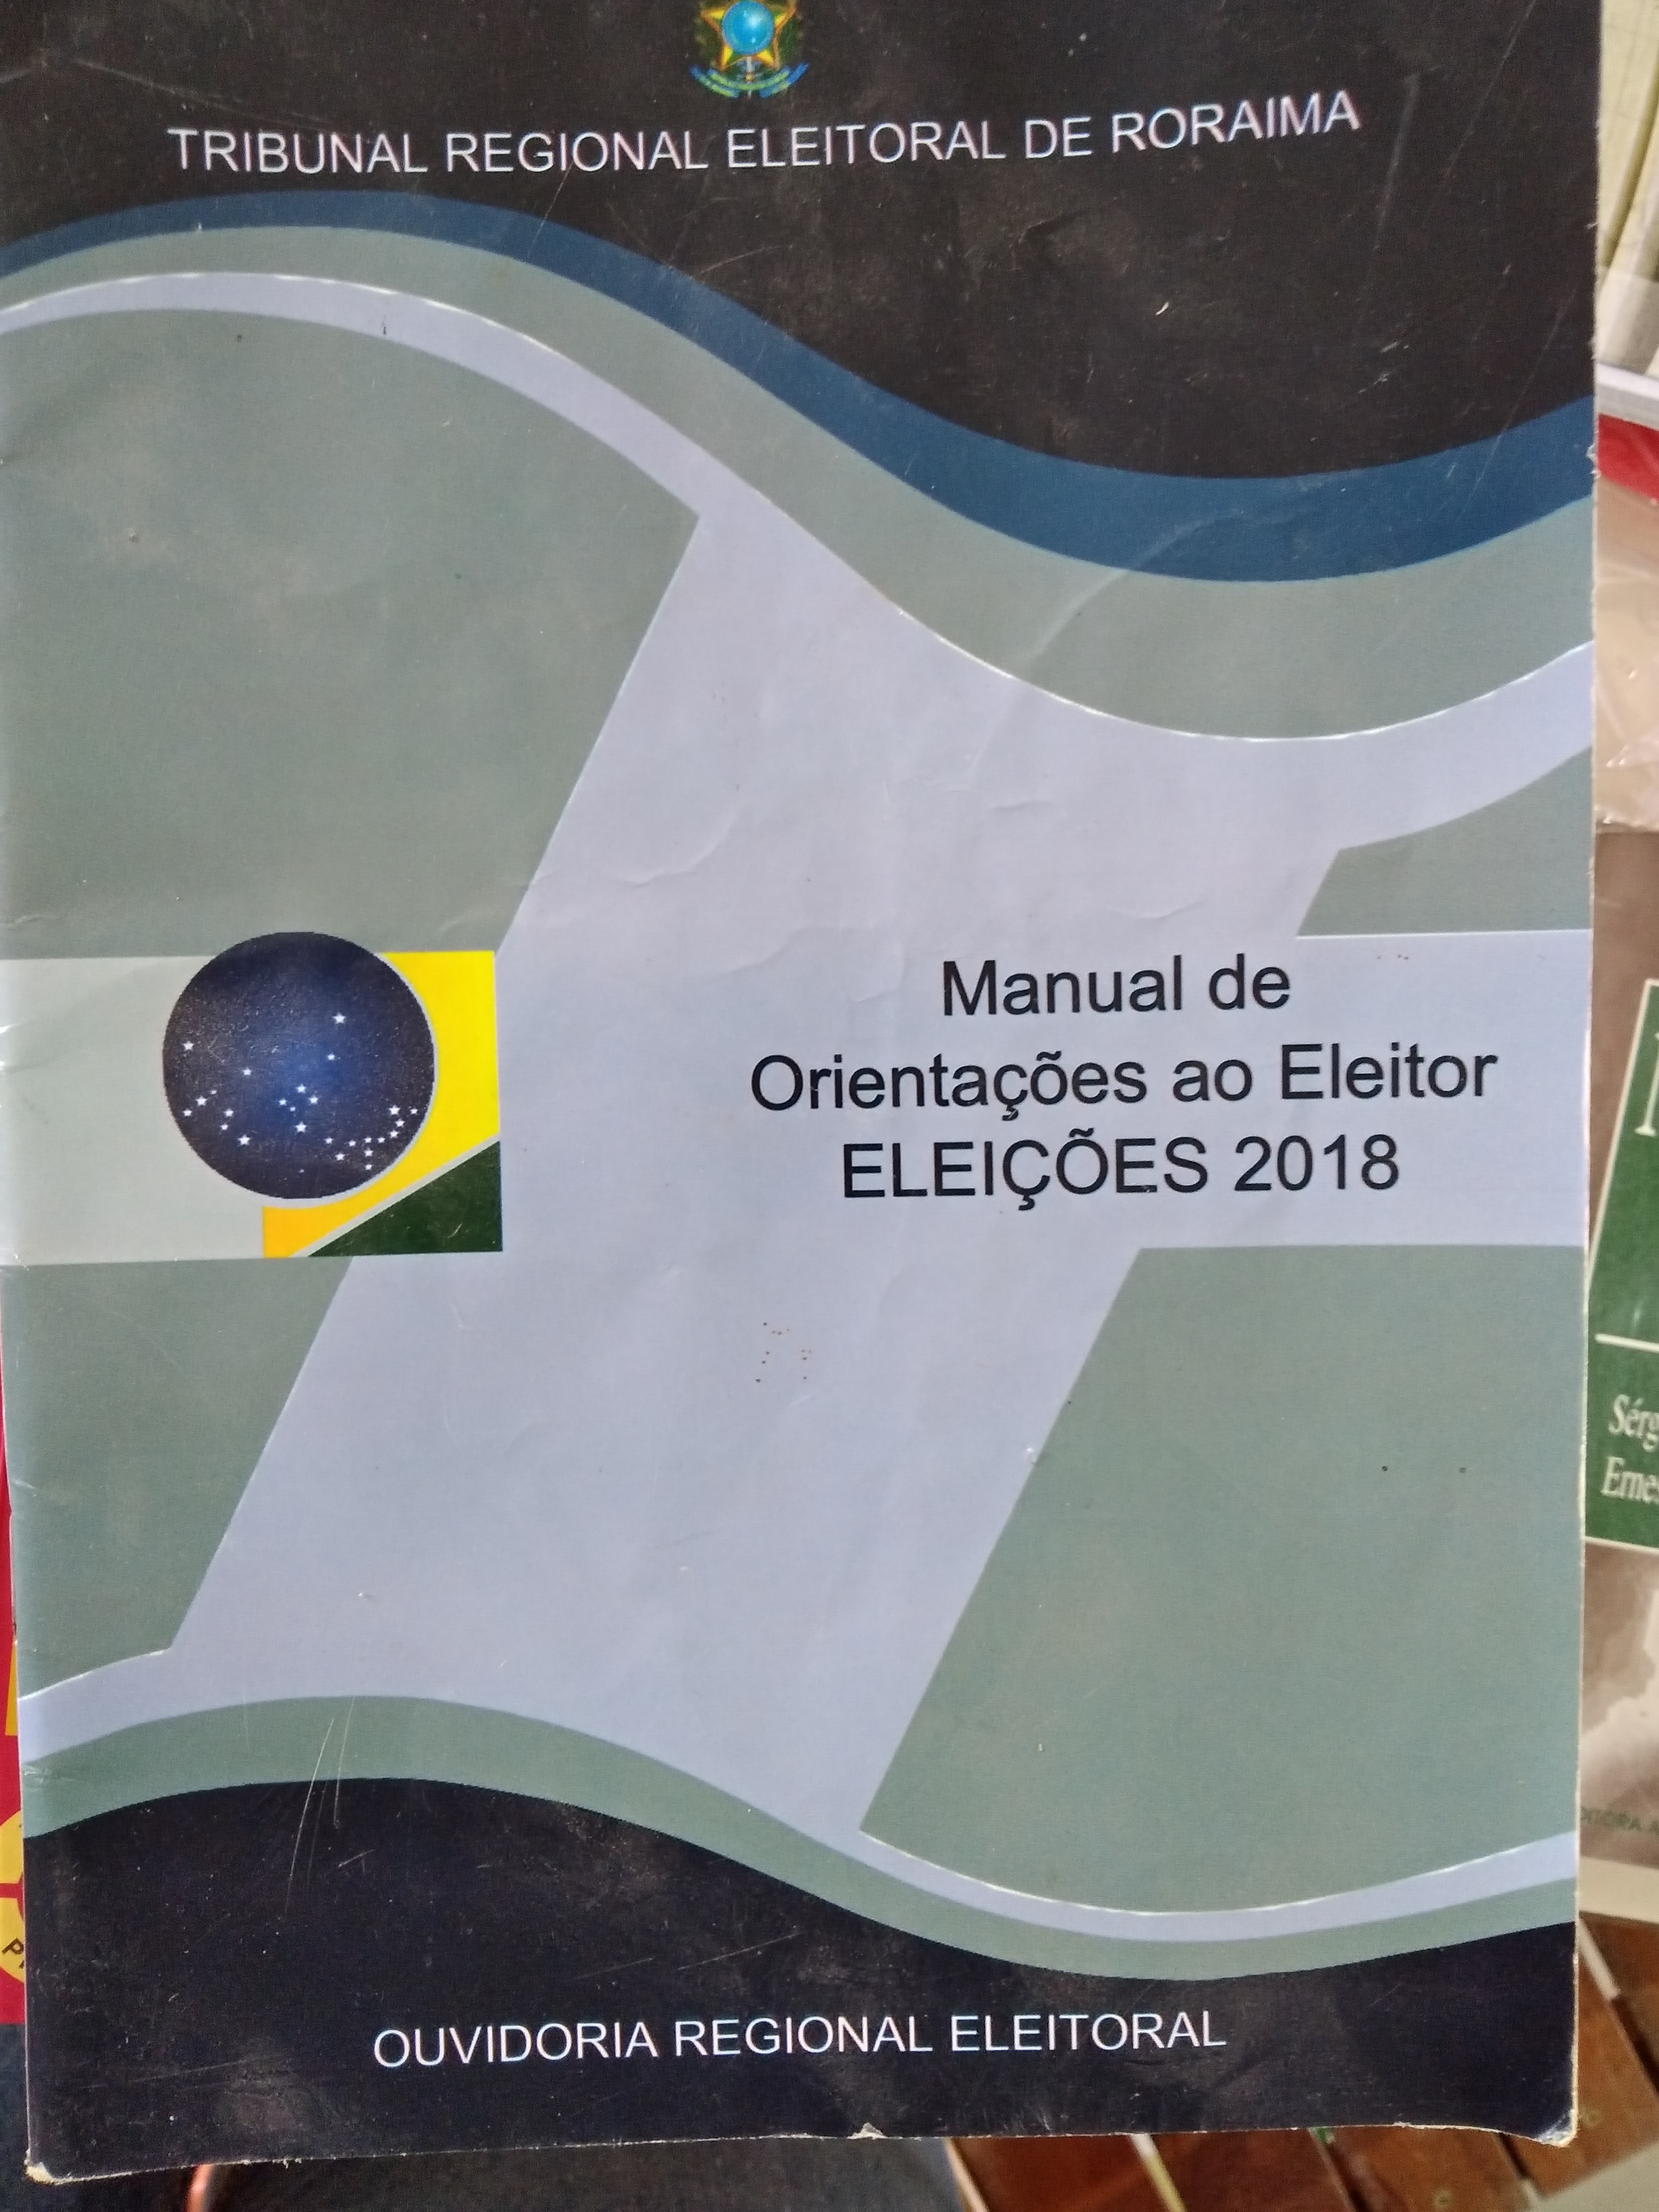 TRIBUNAL REGIONAL ELEITORAL DE RORAIMA
Manual de
Orientações ao Eleitor
ELEIÇÕES 2018
OUVIDORIA REGIONAL ELEITORAL